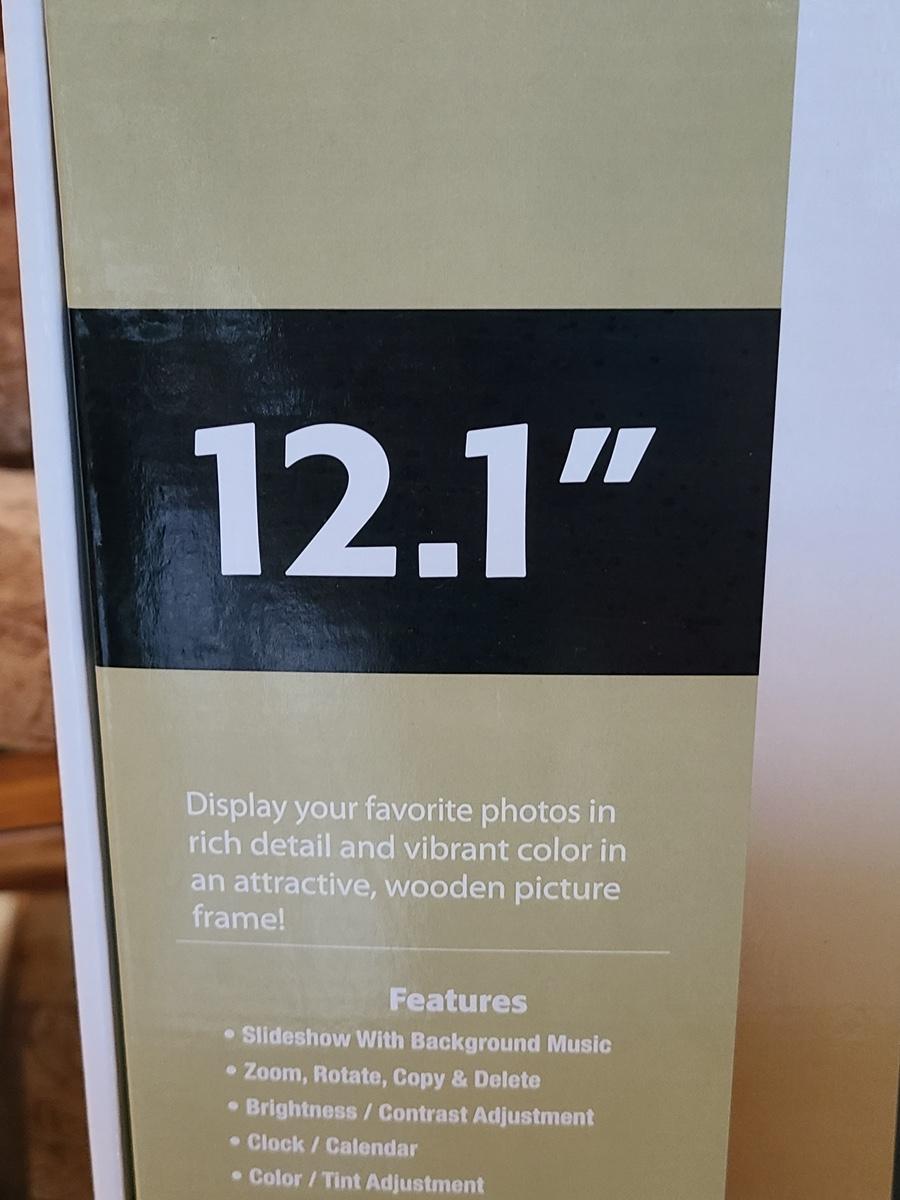 12.1"
Display your favorite photos in
rich detail and vibrant color in
an attractive, wooden picture
frame!
Features
• Slideshow With Background Music
• Zoom, Rotate, Copy & Delete
• Brightness / Contrast Adjustment
• Clock / Calendar
• Color / Tint Adjustment